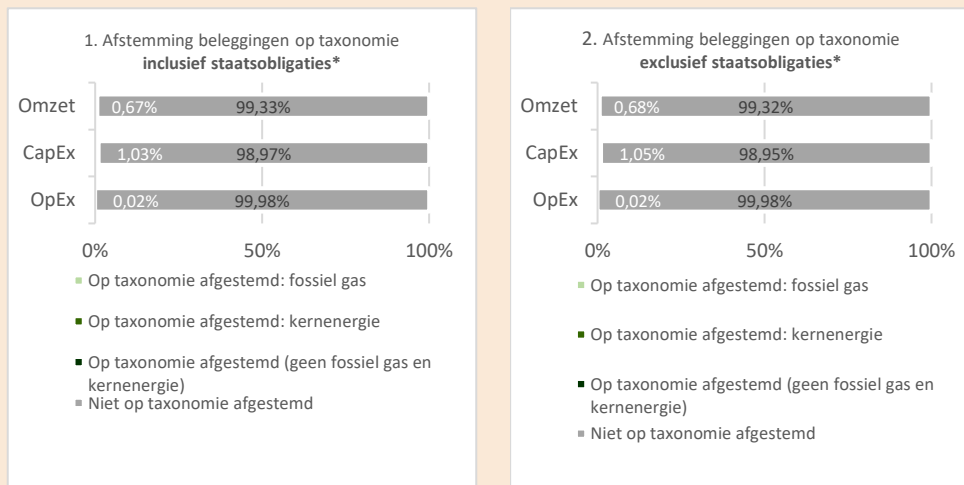 1. Afstemming beleggingen op taxonomie
inclusief staatsobligaties*
Omzet 0,67% 99,33%
CapEx 1,03% 98,97%
OpEx 0,02% 99,98%
0% 50% 100%
Op taxonomie afgestemd: fossiel gas
Op taxonomie afgestemd: kernenergie
Op taxonomie afgestemd (geen fossiel gas en
kernenergie)
Niet op taxonomie afgestemd
2. Afstemming beleggingen op taxonomie
exclusief staatsobligaties*
Omzet 0,68% 99,32%
CapEx 1,05% 98,95%
OpEx 0,02% 99,98%
0% 50% 100%
Op taxonomie afgestemd: fossiel gas
Op taxonomie afgestemd: kernenergie
Op taxonomie afgestemd (geen fossiel gas en
kernenergie)
Niet op taxonomie afgestemd